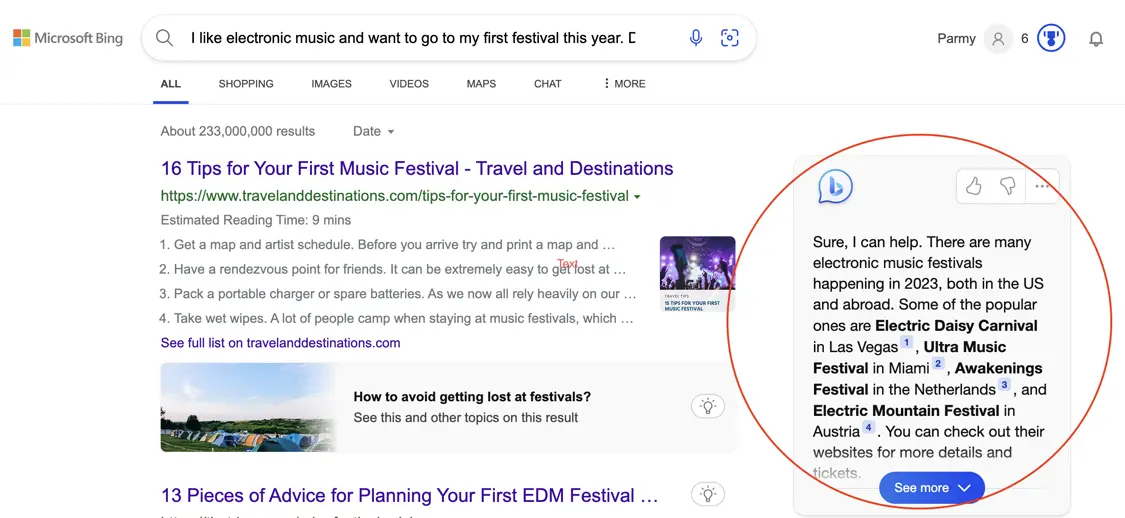 Microsoft Bing
I like electronic music and want to go to my first festival this year. D
Parmy
6
ALL
SHOPPING
IMAGES
VIDEOS
MAPS
CHAT
MORE
About 233,000,000 results
Date
16 Tips for Your First Music Festival - Travel and Destinations
https://www.travelanddestinations.com/tips-for-your-first-music-festival
Estimated Reading Time: 9 mins
1. Get a map and artist schedule. Before you arrive try and print a map and …
2. Have a rendezvous point for friends. It can be extremely easy to get lost at …
Text
3. Pack a portable charger or spare batteries. As we now all rely heavily on our …
4. Take wet wipes. A lot of people camp when staying at music festivals, which …
TRAVEL TIPS
15 TIPS FOR YOUR FIRST
MUSIC FESTIVAL
See full list on travelanddestinations.com
How to avoid getting lost at festivals?
See this and other topics on this result
13 Pieces of Advice for Planning Your First EDM Festival …
Sure, I can help. There are many
electronic music festivals
happening in 2023, both in the US
and abroad. Some of the popular
ones are Electric Daisy Carnival
in Las Vegas 1 , Ultra Music
Festival in Miami 2 , Awakenings
Festival in the Netherlands 3 , and
Electric Mountain Festival in
Austria 4 . You can check out their
websites for more details and
tickets.
See more